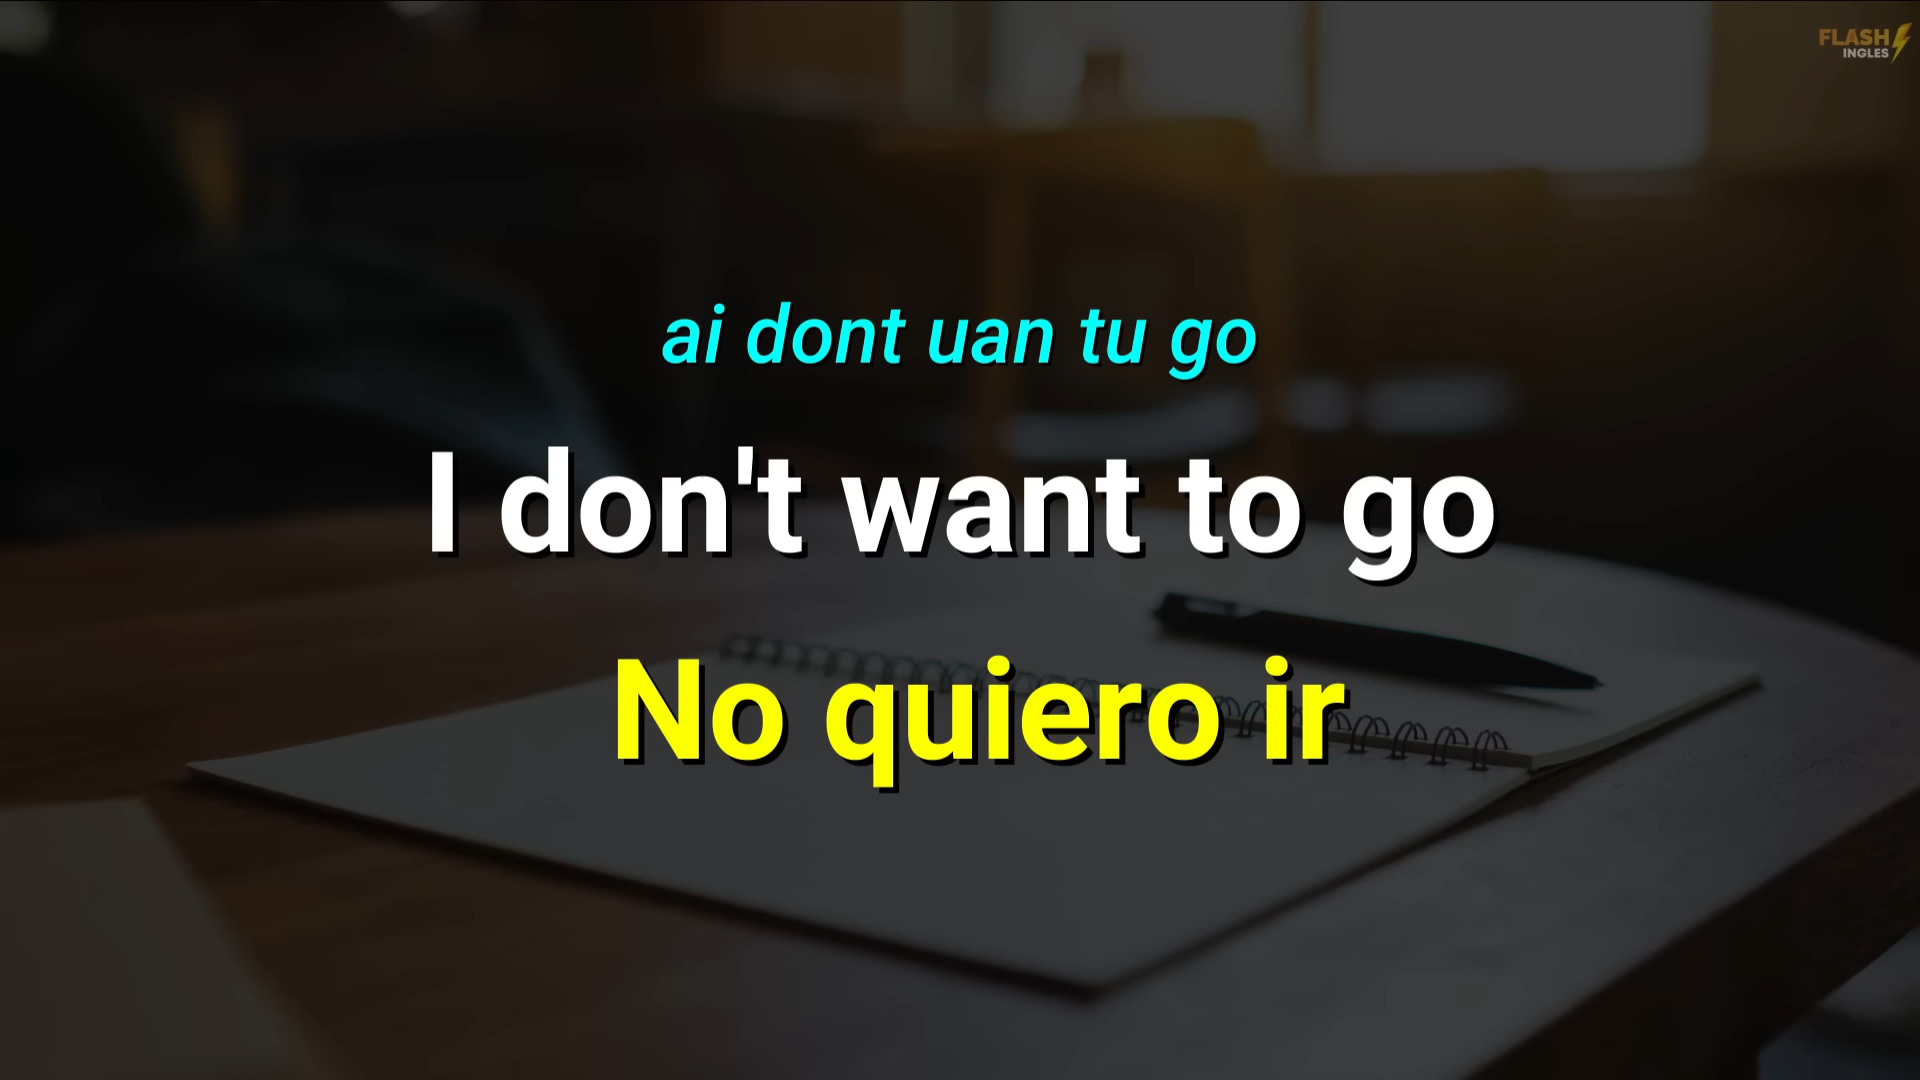 FLASH
INGLES
ai dont uan tu go
I don't want to go
No quiero ir